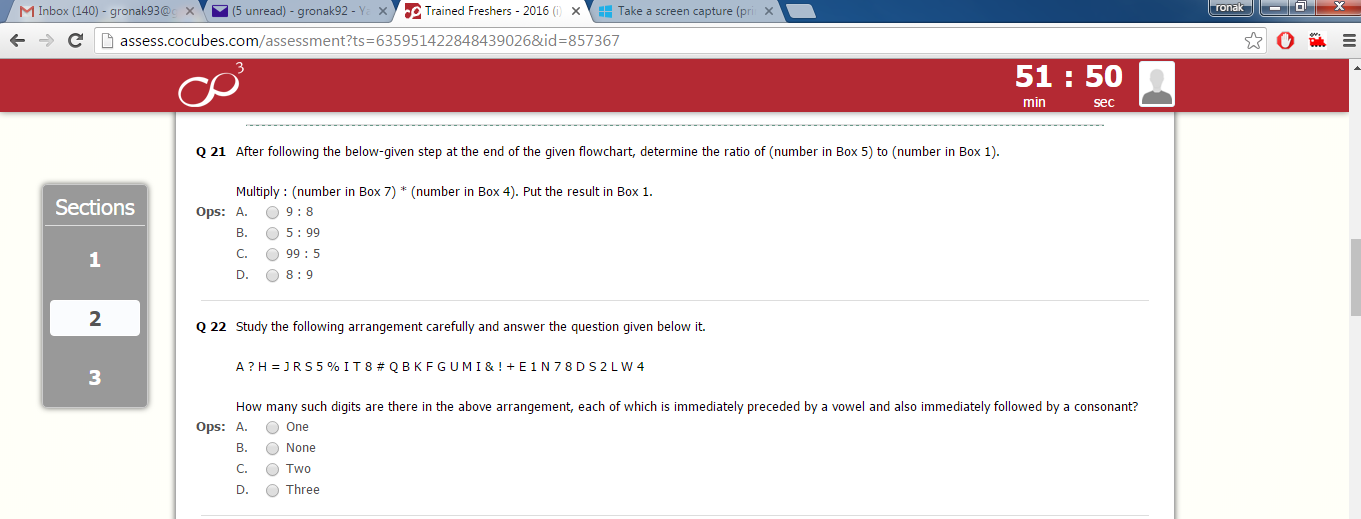 Inbox (140) - gronak93@g
(5 unread) - gronak92 - Ya
Trained Freshers - 2016 (i)
Take a screen capture (pri
ronak
assess.cocubes.com/assessment?ts=635951422848439026&id=857367
3
51 : 50
min sec
Q 21 After following the below-given step at the end of the given flowchart, determine the ratio of (number in Box 5) to (number in Box 1).
Multiply : (number in Box 7) * (number in Box 4). Put the result in Box 1.
Ops: A. 9 : 8
B. 5 : 99
C. 99 : 5
D. 8 : 9
Sections
1
2
3
Q 22 Study the following arrangement carefully and answer the question given below it.
A ? H = J R S 5 % I T 8 # Q B K F G U M I & ! + E 1 N 7 8 D S 2 L W 4
How many such digits are there in the above arrangement, each of which is immediately preceded by a vowel and also immediately followed by a consonant?
Ops: A. One
B. None
C. Two
D. Three